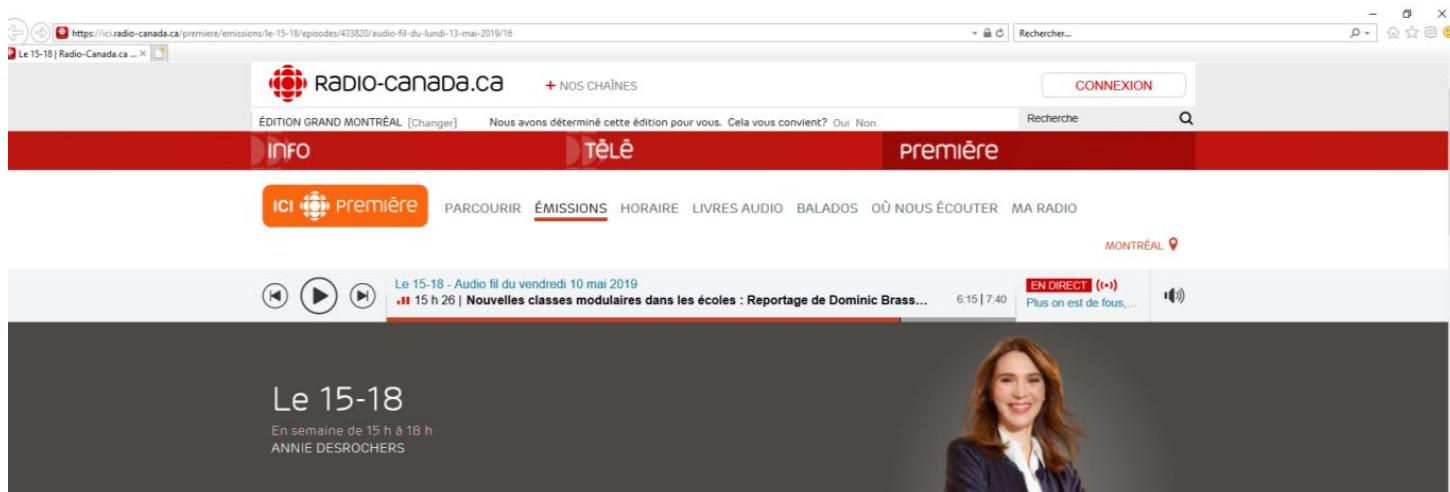 https://ici.radio-canada.ca/premiere/emissions/le-15-18/episodes/433820/audio-fil-du-lundi-13-mai-2019/16
Rechercher...
Le 15-18 | Radio-Canada.ca ...
RADIO-CANADA.CA
+ NOS CHAÎNES
CONNEXION
ÉDITION GRAND MONTRÉAL [Changer] Nous avons déterminé cette édition pour vous. Cela vous convient? Oui Non
Recherche
INFO TÉLÉ PREMIÈRE
ICI PREMIÈRE
PARCOURIR ÉMISSIONS HORAIRE LIVRES AUDIO BALADOS OÙ NOUS ÉCOUTER MA RADIO
MONTRÉAL
Le 15-18 - Audio fil du vendredi 10 mai 2019
15 h 26 | Nouvelles classes modulaires dans les écoles : Reportage de Dominic Brass... 6:15 | 7:40
EN DIRECT
Plus on est de fous,...
Le 15-18
En semaine de 15 h à 18 h
ANNIE DESROCHERS